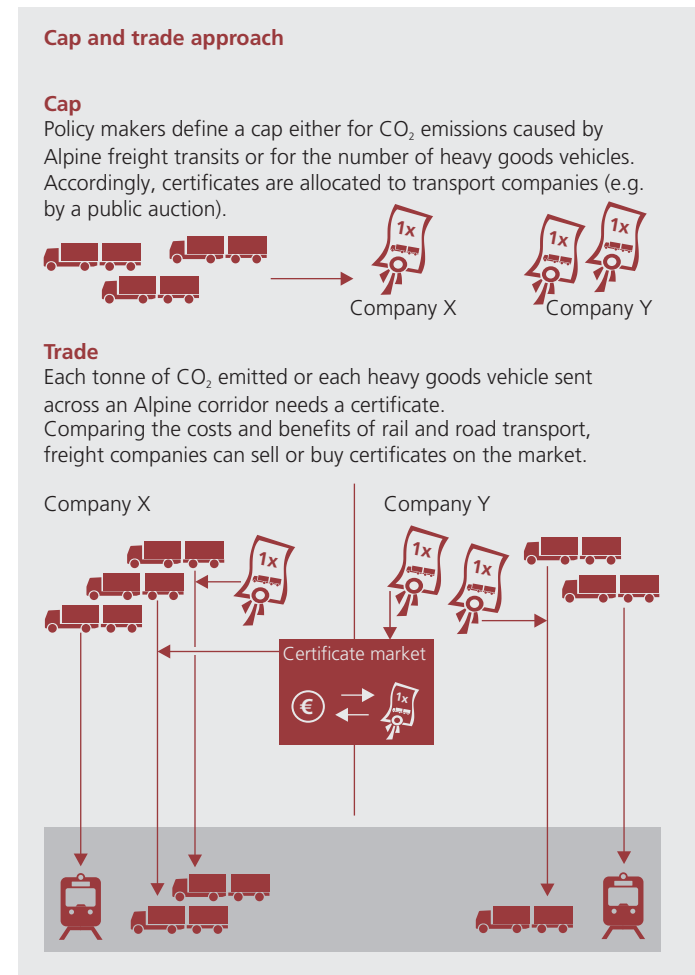 Cap and trade approach
Cap
Policy makers define a cap either for CO₂ emissions caused by
Alpine freight transits or for the number of heavy goods vehicles.
Accordingly, certificates are allocated to transport companies (e.g.
by a public auction).
1x
1x
1x
Company X
Company Y
Trade
Each tonne of CO₂ emitted or each heavy goods vehicle sent
across an Alpine corridor needs a certificate.
Comparing the costs and benefits of rail and road transport,
freight companies can sell or buy certificates on the market.
Company X
Company Y
1x
1x
1x
Certificate market
€
1x